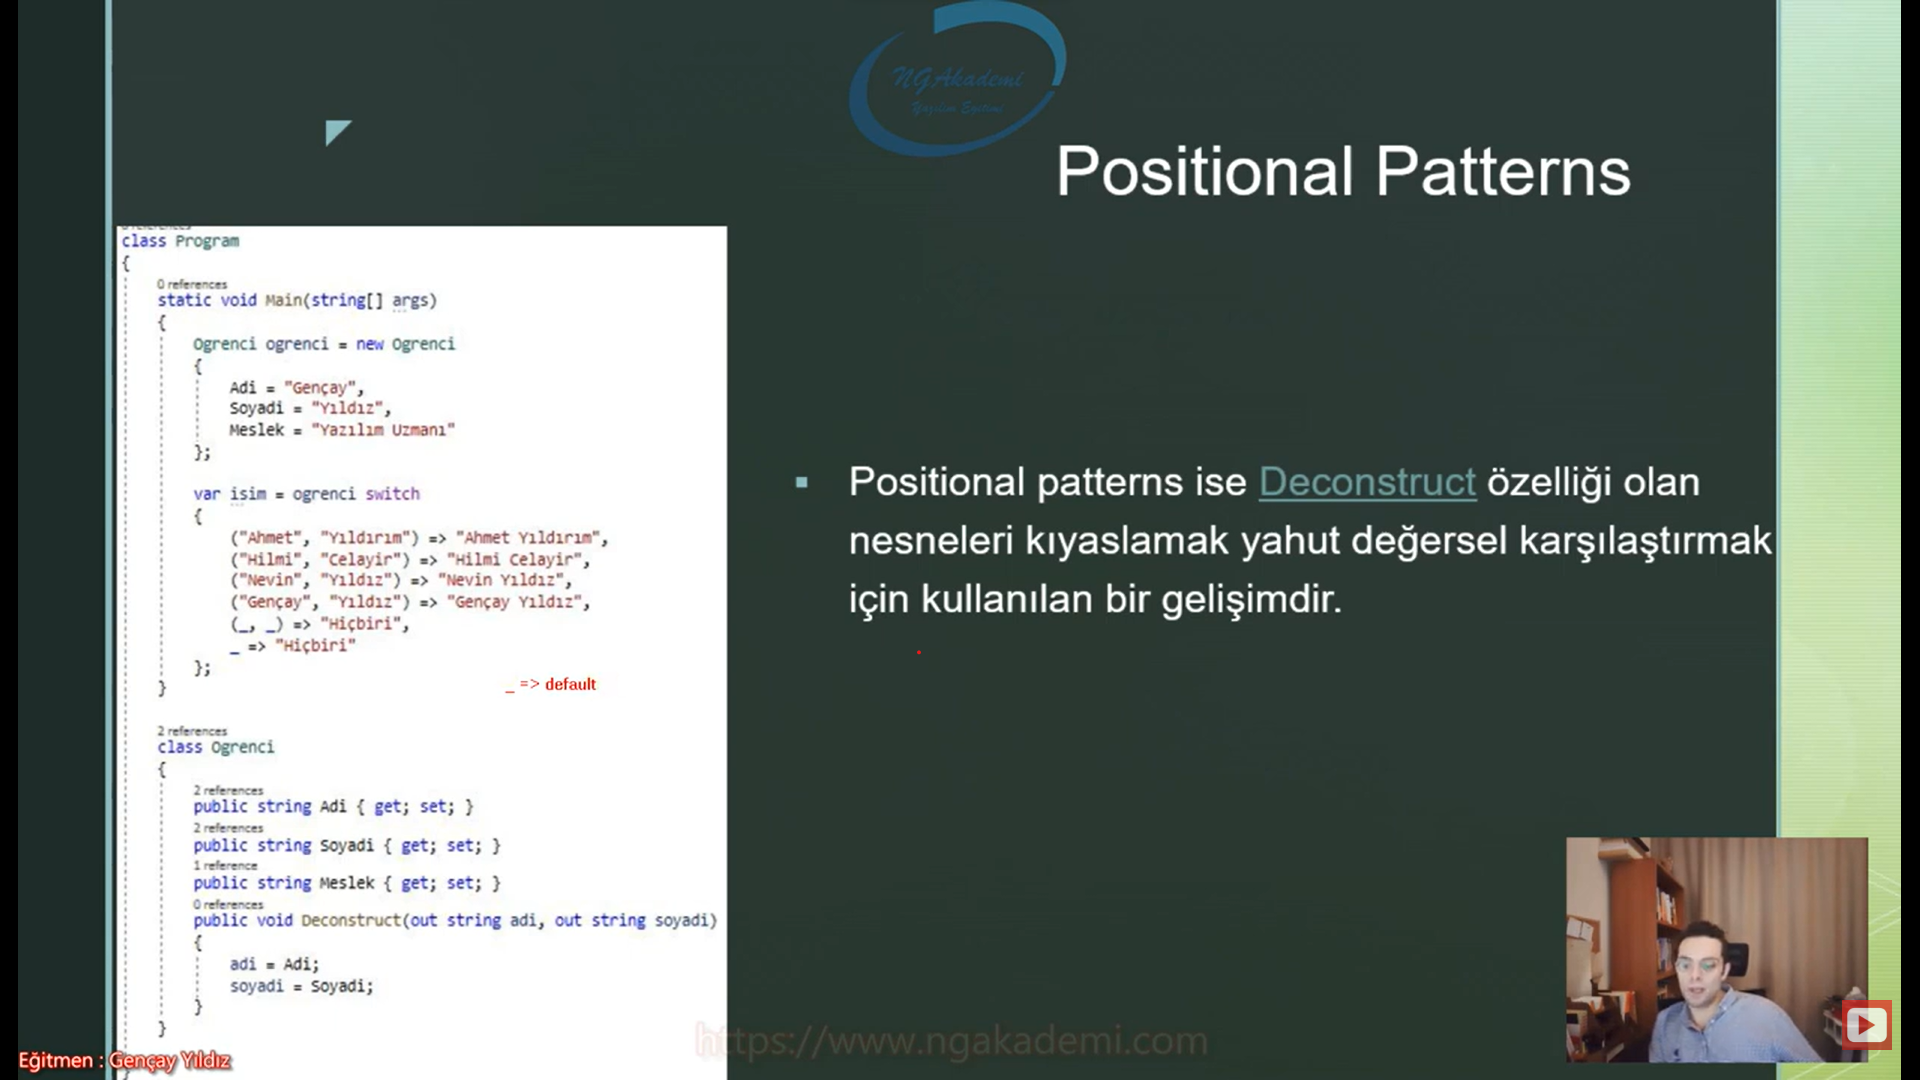 NGAkademi
Yazılım Eğitimi
Positional Patterns
class Program
{
0 references
static void Main(string[] args)
{
Ogrenci ogrenci = new Ogrenci
{
Adi = "Gençay",
Soyadi = "Yıldız",
Meslek = "Yazılım Uzmanı"
};
var isim = ogrenci switch
{
("Ahmet", "Yıldırım") => "Ahmet Yıldırım",
("Hilmi", "Celayir") => "Hilmi Celayir",
("Nevin", "Yıldız") => "Nevin Yıldız",
("Gençay", "Yıldız") => "Gençay Yıldız",
(_, _) => "Hiçbiri",
_ => "Hiçbiri"
};
_ => default
}
2 references
class Ogrenci
{
2 references
public string Adi { get; set; }
2 references
public string Soyadi { get; set; }
1 reference
public string Meslek { get; set; }
0 references
public void Deconstruct(out string adi, out string soyadi)
{
adi = Adi;
soyadi = Soyadi;
}
}
Positional patterns ise Deconstruct özelliği olan
nesneleri kıyaslamak yahut değersel karşılaştırmak
için kullanılan bir gelişimdir.
https://www.ngakademi.com
Eğitmen : Gençay Yıldız